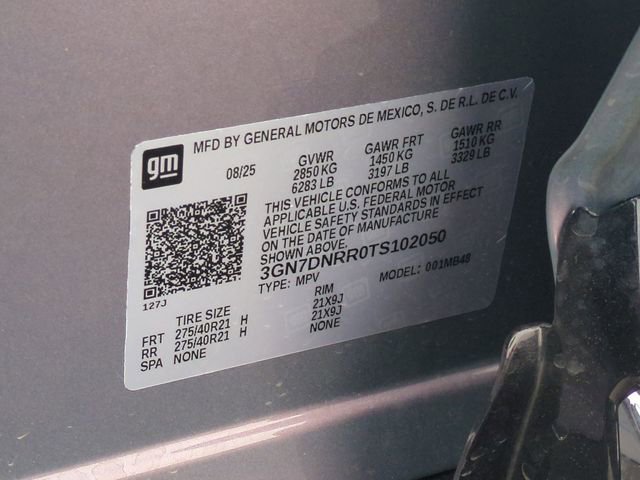 gm
MFD BY GENERAL MOTORS DE MEXICO, S. DE R.L. DE C.V.
08/25 GVWR GAWR FRT GAWR RR
2850 KG 1450 KG 1510 KG
6283 LB 3197 LB 3329 LB
THIS VEHICLE CONFORMS TO ALL
APPLICABLE U.S. FEDERAL MOTOR
VEHICLE SAFETY STANDARDS IN EFFECT
ON THE DATE OF MANUFACTURE
SHOWN ABOVE.
3GN7DNRR0TS102050
TYPE: MPV MODEL: 001MB48
127J
TIRE SIZE RIM
FRT 275/40R21 H 21X9J
RR 275/40R21 H 21X9J
SPA NONE NONE